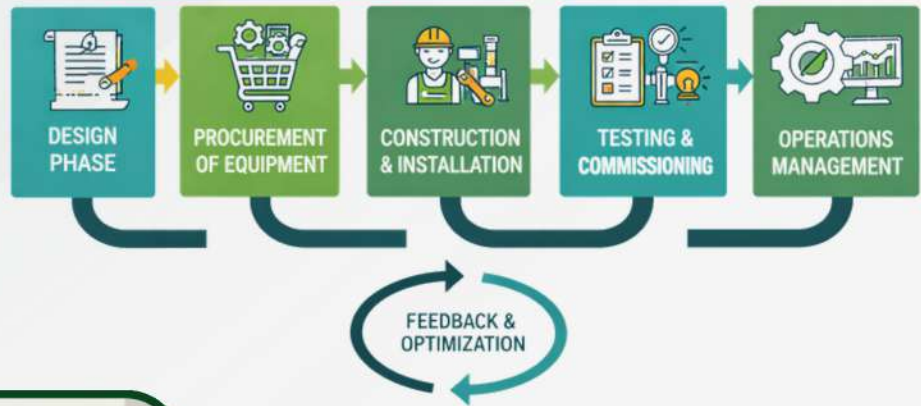 DESIGN
PHASE
PROCUREMENT
OF EQUIPMENT
CONSTRUCTION
& INSTALLATION
TESTING &
COMMISSIONING
OPERATIONS
MANAGEMENT
FEEDBACK &
OPTIMIZATION